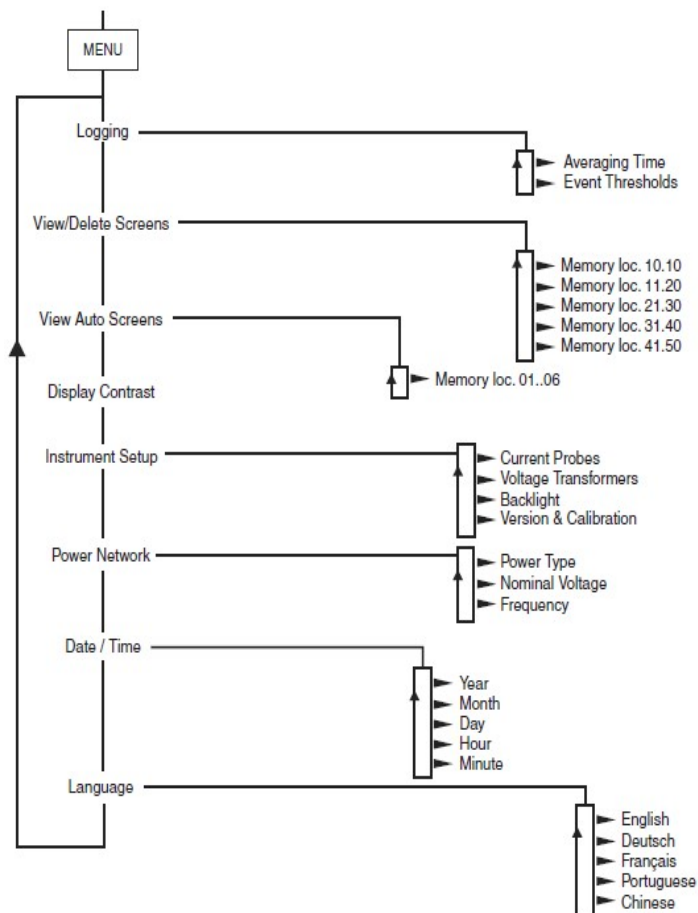 MENU
Logging
Averaging Time
Event Thresholds
View/Delete Screens
Memory loc. 10.10
Memory loc. 11.20
Memory loc. 21.30
Memory loc. 31.40
Memory loc. 41.50
View Auto Screens
Memory loc. 01..06
Display Contrast
Instrument Setup
Current Probes
Voltage Transformers
Backlight
Version & Calibration
Power Network
Power Type
Nominal Voltage
Frequency
Date / Time
Year
Month
Day
Hour
Minute
Language
English
Deutsch
Français
Portuguese
Chinese